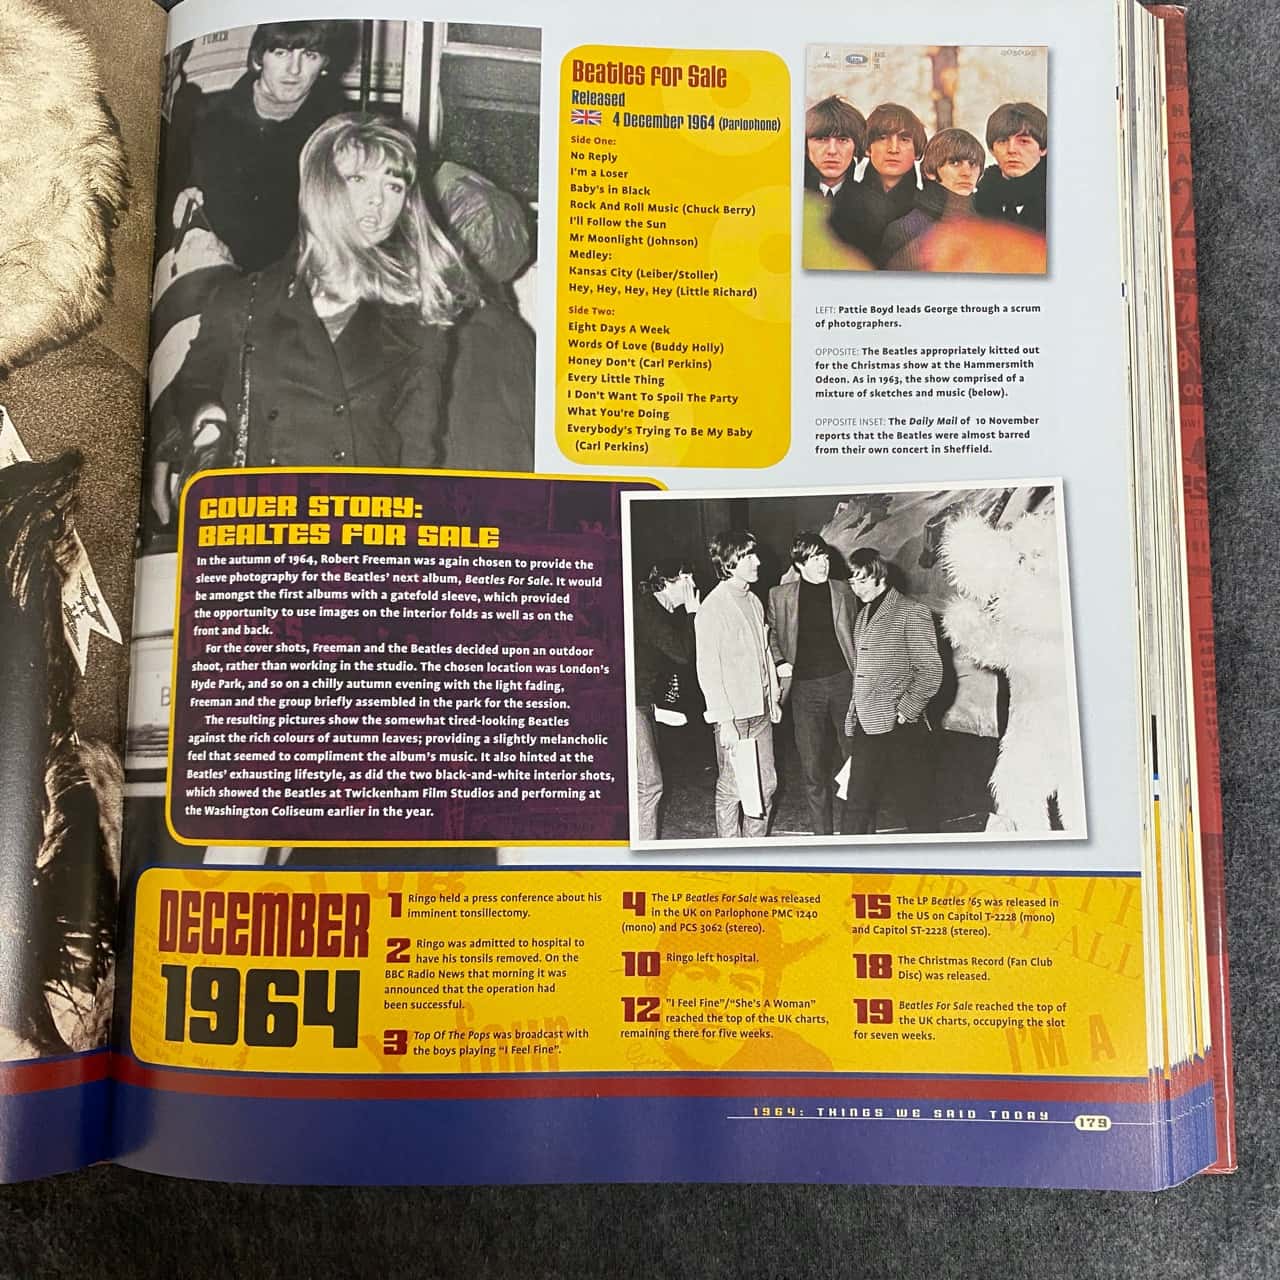 TURNER
Beatles for Sale
Released
4 December 1964 (Parlophone)
Side One:
No Reply
I'm a Loser
Baby's in Black
Rock And Roll Music (Chuck Berry)
I'll Follow the Sun
Mr Moonlight (Johnson)
Medley:
Kansas City (Leiber/Stoller)
Hey, Hey, Hey, Hey (Little Richard)
Side Two:
Eight Days A Week
Words Of Love (Buddy Holly)
Honey Don't (Carl Perkins)
Every Little Thing
I Don't Want To Spoil The Party
What You're Doing
Everybody's Trying To Be My Baby
(Carl Perkins)
LEFT: Pattie Boyd leads George through a scrum
of photographers.
OPPOSITE: The Beatles appropriately kitted out
for the Christmas show at the Hammersmith
Odeon. As in 1963, the show comprised of a
mixture of sketches and music (below).
OPPOSITE INSET: The Daily Mail of 10 November
reports that the Beatles were almost barred
from their own concert in Sheffield.
COVER STORY:
BEALTES FOR SALE
In the autumn of 1964, Robert Freeman was again chosen to provide the
sleeve photography for the Beatles' next album, Beatles For Sale. It would
be amongst the first albums with a gatefold sleeve, which provided
the opportunity to use images on the interior folds as well as on the
front and back.
For the cover shots, Freeman and the Beatles decided upon an outdoor
shoot, rather than working in the studio. The chosen location was London's
Hyde Park, and so on a chilly autumn evening with the light fading,
Freeman and the group briefly assembled in the park for the session.
The resulting pictures show the somewhat tired-looking Beatles
against the rich colours of autumn leaves; providing a slightly melancholic
feel that seemed to compliment the album's music. It also hinted at the
Beatles' exhausting lifestyle, as did the two black-and-white interior shots,
which showed the Beatles at Twickenham Film Studios and performing at
the Washington Coliseum earlier in the year.
DECEMBER
1964
1 Ringo held a press conference about his
imminent tonsillectomy.
2 Ringo was admitted to hospital to
have his tonsils removed. On the
BBC Radio News that morning it was
announced that the operation had
been successful.
3 Top Of The Pops was broadcast with
the boys playing "I Feel Fine".
4 The LP Beatles For Sale was released
in the UK on Parlophone PMC 1240
(mono) and PCS 3062 (stereo).
10 Ringo left hospital.
12 "I Feel Fine"/"She's A Woman"
reached the top of the UK charts,
remaining there for five weeks.
15 The LP Beatles '65 was released in
the US on Capitol T-2228 (mono)
and Capitol ST-2228 (stereo).
18 The Christmas Record (Fan Club
Disc) was released.
19 Beatles For Sale reached the top of
the UK charts, occupying the slot
for seven weeks.
FROM
ALL
I'M A
four
1964: THINGS WE SAID TODAY 179